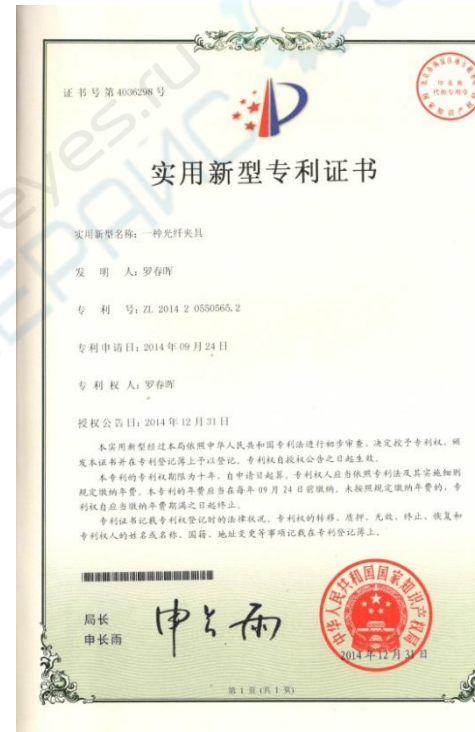 证书号第4036298号
实用新型专利证书
实用新型名称：一种光纤夹具
发 明 人：罗春晖
专 利 号：ZL 2014 2 0550565.2
专利申请日：2014年09月24日
专 利 权 人：罗春晖
授权公告日：2014年12月31日
本实用新型经过本局依照中华人民共和国专利法进行初步审查，决定授予专利权，颁
发本证书并在专利登记簿上予以登记。专利权自授权公告之日起生效。
本专利的专利权期限为十年，自申请日起算。专利权人应当依照专利法及其实施细则
规定缴纳年费。本专利的年费应当在每年09月24日前缴纳。未按照规定缴纳年费的，专
利权自应当缴纳年费期满之日起终止。
专利证书记载专利权登记时的法律状况。专利权的转移、质押、无效、终止、恢复和
专利权人的姓名或名称、国籍、地址变更等事项记载在专利登记簿上。
局长
申长雨
申长雨
中华人民共和国国家知识产权局
2014年12月31日
第 1 页 (共 1 页)